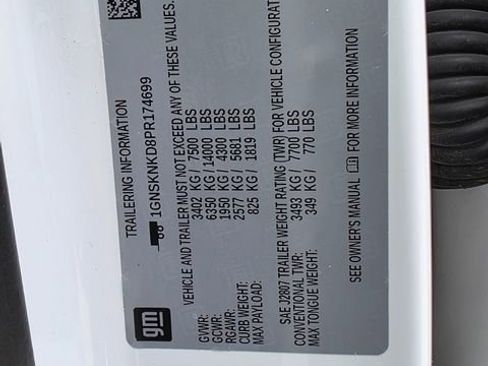 gm
TRAILERING INFORMATION
1GNSKNKD8PR174699
VEHICLE AND TRAILER MUST NOT EXCEED ANY OF THESE VALUES.
GVWR: 3402 KG / 7500 LBS
GCWR: 6350 KG / 14000 LBS
RGAWR: 1950 KG / 4300 LBS
CURB WEIGHT: 2577 KG / 5681 LBS
MAX PAYLOAD: 825 KG / 1819 LBS
SAE J2807 TRAILER WEIGHT RATING (TWR) FOR VEHICLE CONFIGURAT
CONVENTIONAL TWR: 3493 KG / 7700 LBS
MAX TONGUE WEIGHT: 349 KG / 770 LBS
SEE OWNER'S MANUAL FOR MORE INFORMATION